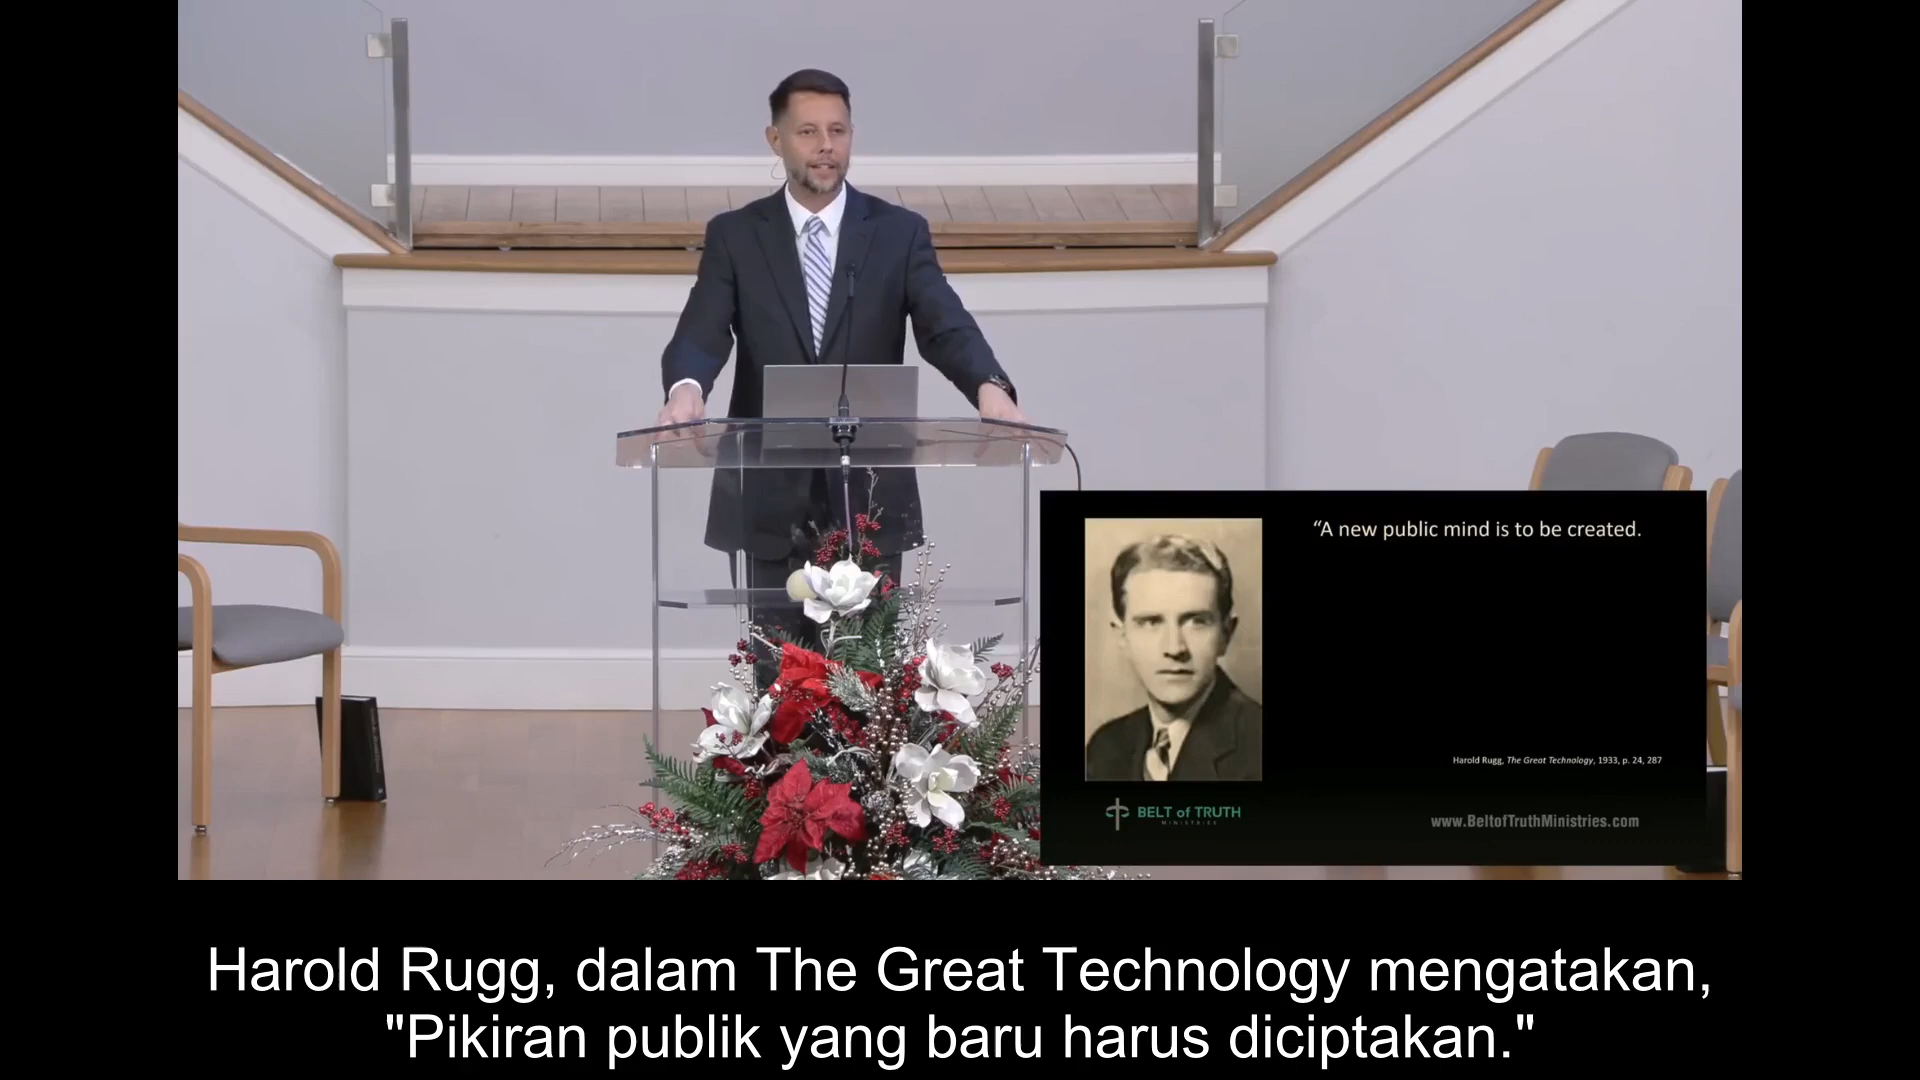 “A new public mind is to be created.
Harold Rugg, The Great Technology, 1933, p. 24, 287
BELT of TRUTH
MINISTRIES
www.BeltofTruthMinistries.com
Harold Rugg, dalam The Great Technology mengatakan,
"Pikiran publik yang baru harus diciptakan."